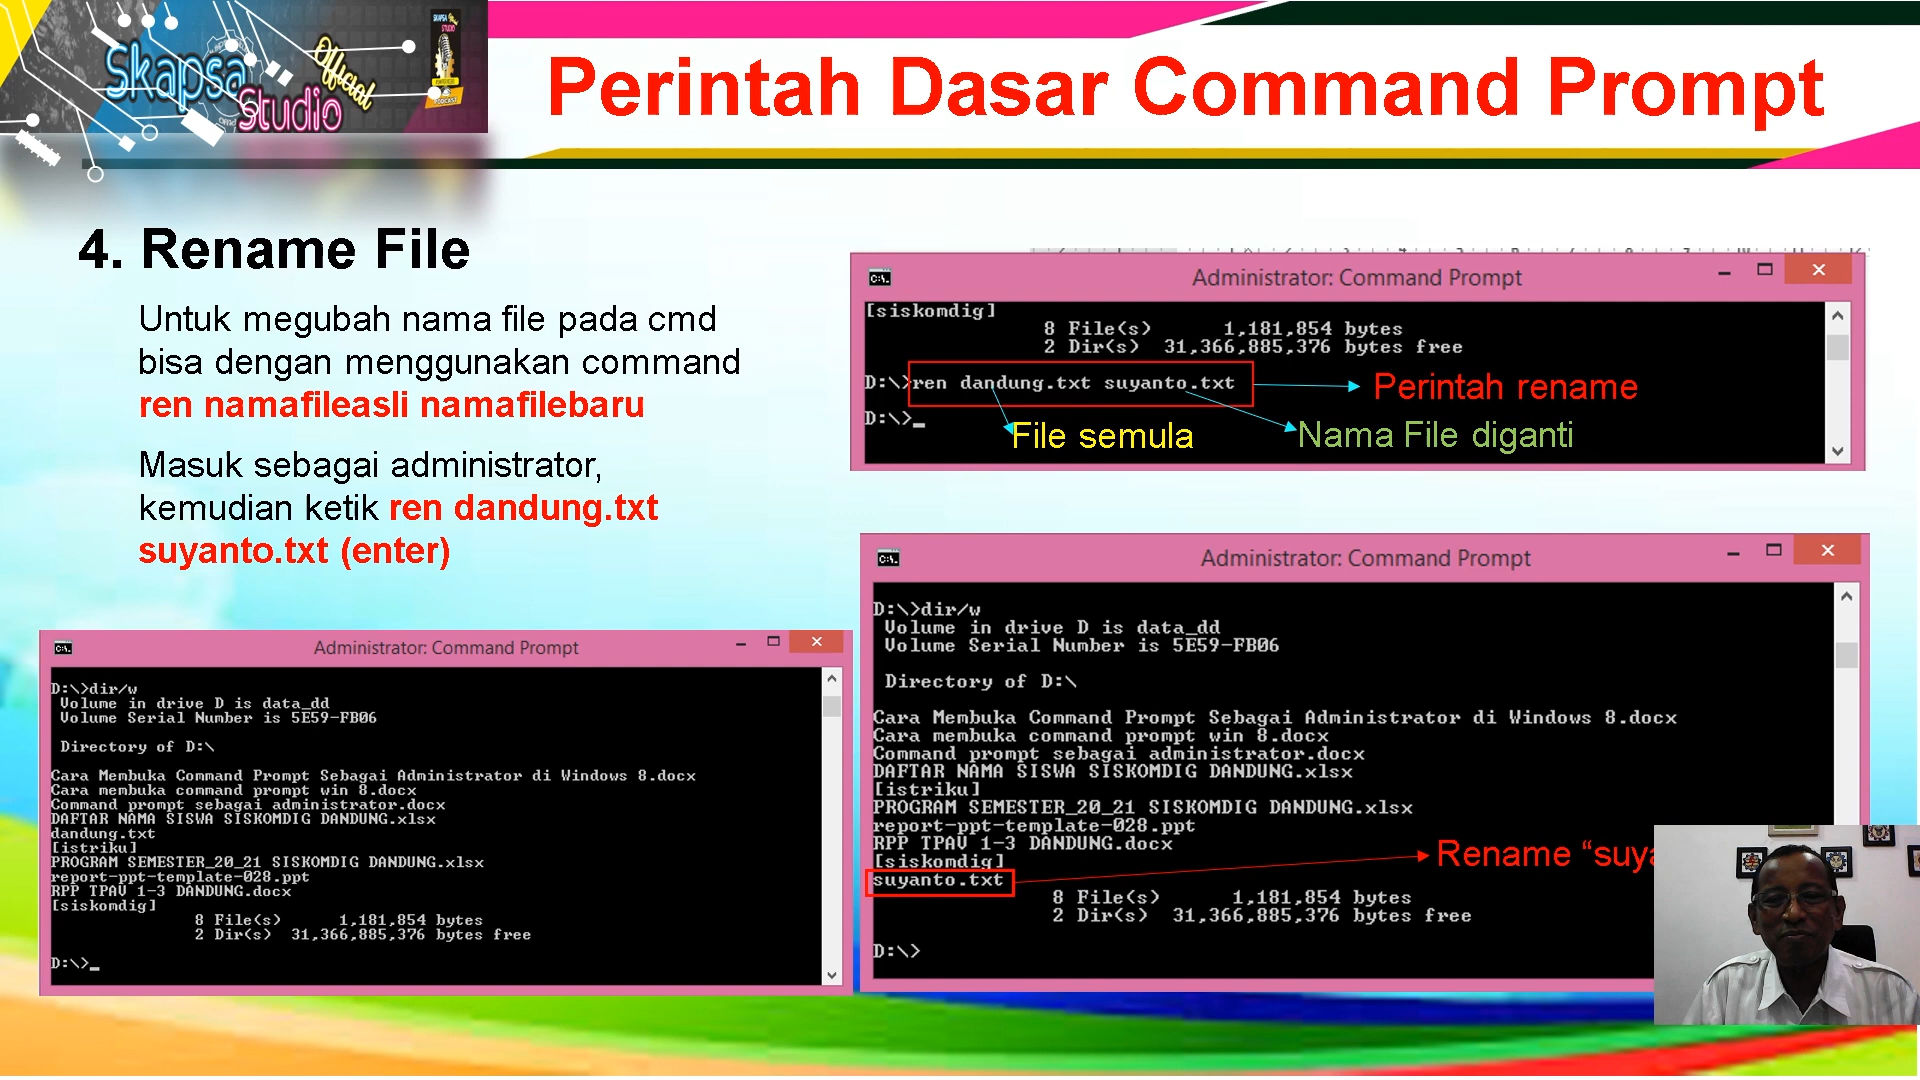 Skapsa
Studio
Official
SKAPSA
STUDIO
PODCAST
Perintah Dasar Command Prompt
4. Rename File
Untuk megubah nama file pada cmd
bisa dengan menggunakan command
ren namafileasli namafilebaru
Masuk sebagai administrator,
kemudian ketik ren dandung.txt
suyanto.txt (enter)
Administrator: Command Prompt
[siskomdig]
8 File(s) 1,181,854 bytes
2 Dir(s) 31,366,885,376 bytes free
D:\>ren dandung.txt suyanto.txt
Perintah rename
D:\>_
File semula
Nama File diganti
Administrator: Command Prompt
D:\>dir/w
Volume in drive D is data_dd
Volume Serial Number is 5E59-FB06
Directory of D:\
Cara Membuka Command Prompt Sebagai Administrator di Windows 8.docx
Cara membuka command prompt win 8.docx
Command prompt sebagai administrator.docx
DAFTAR NAMA SISWA SISKOMDIG DANDUNG.xlsx
dandung.txt
[istriku]
PROGRAM SEMESTER_20_21 SISKOMDIG DANDUNG.xlsx
report-ppt-template-028.ppt
RPP TPAV 1-3 DANDUNG.docx
[siskomdig]
8 File(s) 1,181,854 bytes
2 Dir(s) 31,366,885,376 bytes free
D:\>_
Administrator: Command Prompt
D:\>dir/w
Volume in drive D is data_dd
Volume Serial Number is 5E59-FB06
Directory of D:\
Cara Membuka Command Prompt Sebagai Administrator di Windows 8.docx
Cara membuka command prompt win 8.docx
Command prompt sebagai administrator.docx
DAFTAR NAMA SISWA SISKOMDIG DANDUNG.xlsx
[istriku]
PROGRAM SEMESTER_20_21 SISKOMDIG DANDUNG.xlsx
report-ppt-template-028.ppt
RPP TPAV 1-3 DANDUNG.docx
[siskomdig]
suyanto.txt
Rename “suya
8 File(s) 1,181,854 bytes
2 Dir(s) 31,366,885,376 bytes free
D:\>